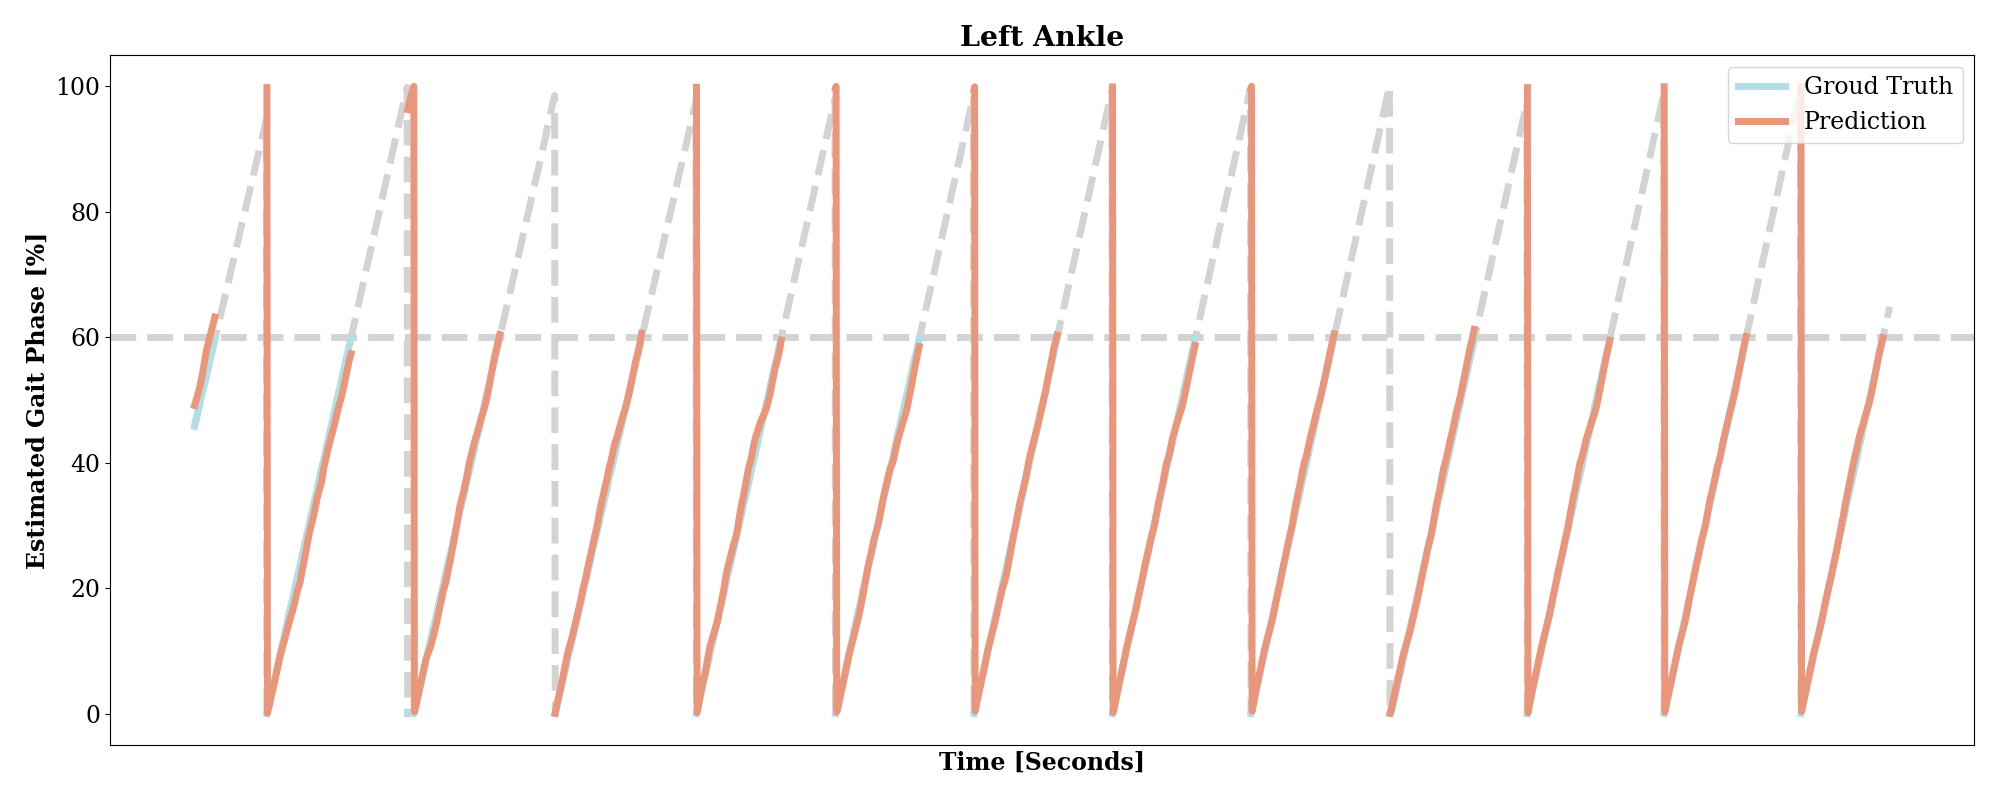 Left Ankle
100
80
60
40
20
0
Estimated Gait Phase [%]
Time [Seconds]
Groud Truth
Prediction